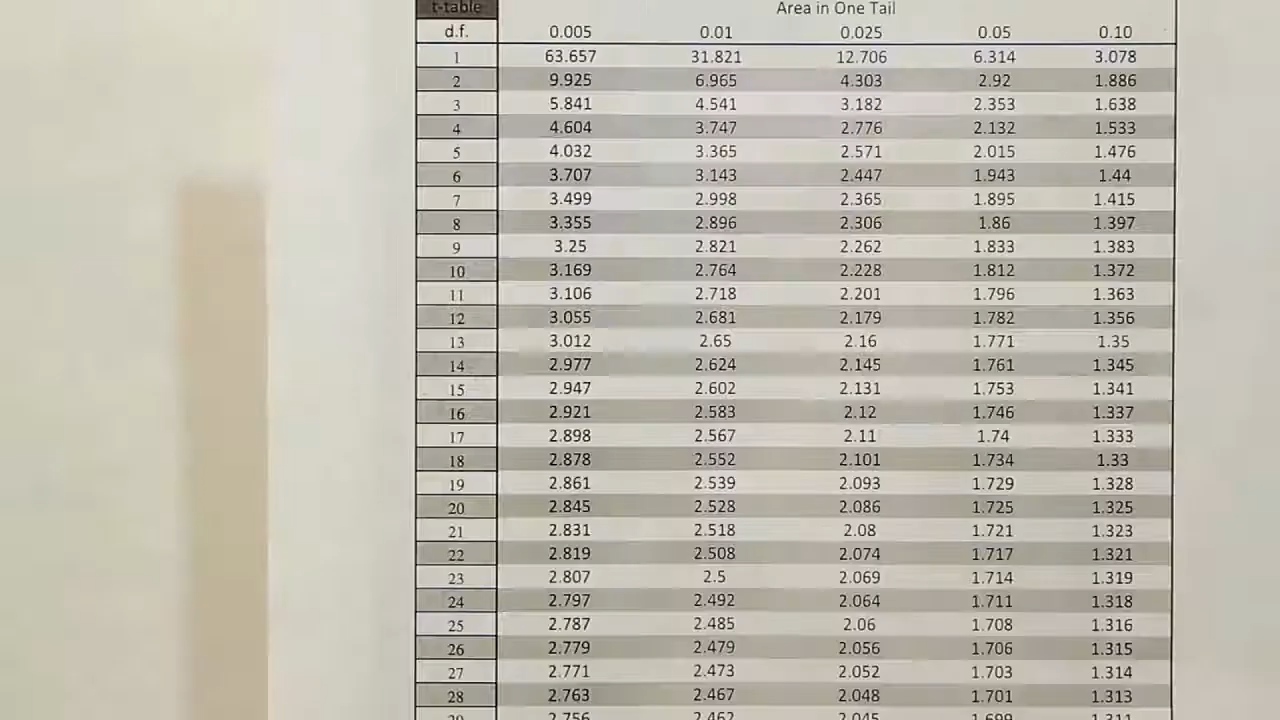 t-table Area in One Tail
d.f. 0.005 0.01 0.025 0.05 0.10
1 63.657 31.821 12.706 6.314 3.078
2 9.925 6.965 4.303 2.92 1.886
3 5.841 4.541 3.182 2.353 1.638
4 4.604 3.747 2.776 2.132 1.533
5 4.032 3.365 2.571 2.015 1.476
6 3.707 3.143 2.447 1.943 1.44
7 3.499 2.998 2.365 1.895 1.415
8 3.355 2.896 2.306 1.86 1.397
9 3.25 2.821 2.262 1.833 1.383
10 3.169 2.764 2.228 1.812 1.372
11 3.106 2.718 2.201 1.796 1.363
12 3.055 2.681 2.179 1.782 1.356
13 3.012 2.65 2.16 1.771 1.35
14 2.977 2.624 2.145 1.761 1.345
15 2.947 2.602 2.131 1.753 1.341
16 2.921 2.583 2.12 1.746 1.337
17 2.898 2.567 2.11 1.74 1.333
18 2.878 2.552 2.101 1.734 1.33
19 2.861 2.539 2.093 1.729 1.328
20 2.845 2.528 2.086 1.725 1.325
21 2.831 2.518 2.08 1.721 1.323
22 2.819 2.508 2.074 1.717 1.321
23 2.807 2.5 2.069 1.714 1.319
24 2.797 2.492 2.064 1.711 1.318
25 2.787 2.485 2.06 1.708 1.316
26 2.779 2.479 2.056 1.706 1.315
27 2.771 2.473 2.052 1.703 1.314
28 2.763 2.467 2.048 1.701 1.313
29 2.756 2.462 2.045 1.699 1.311